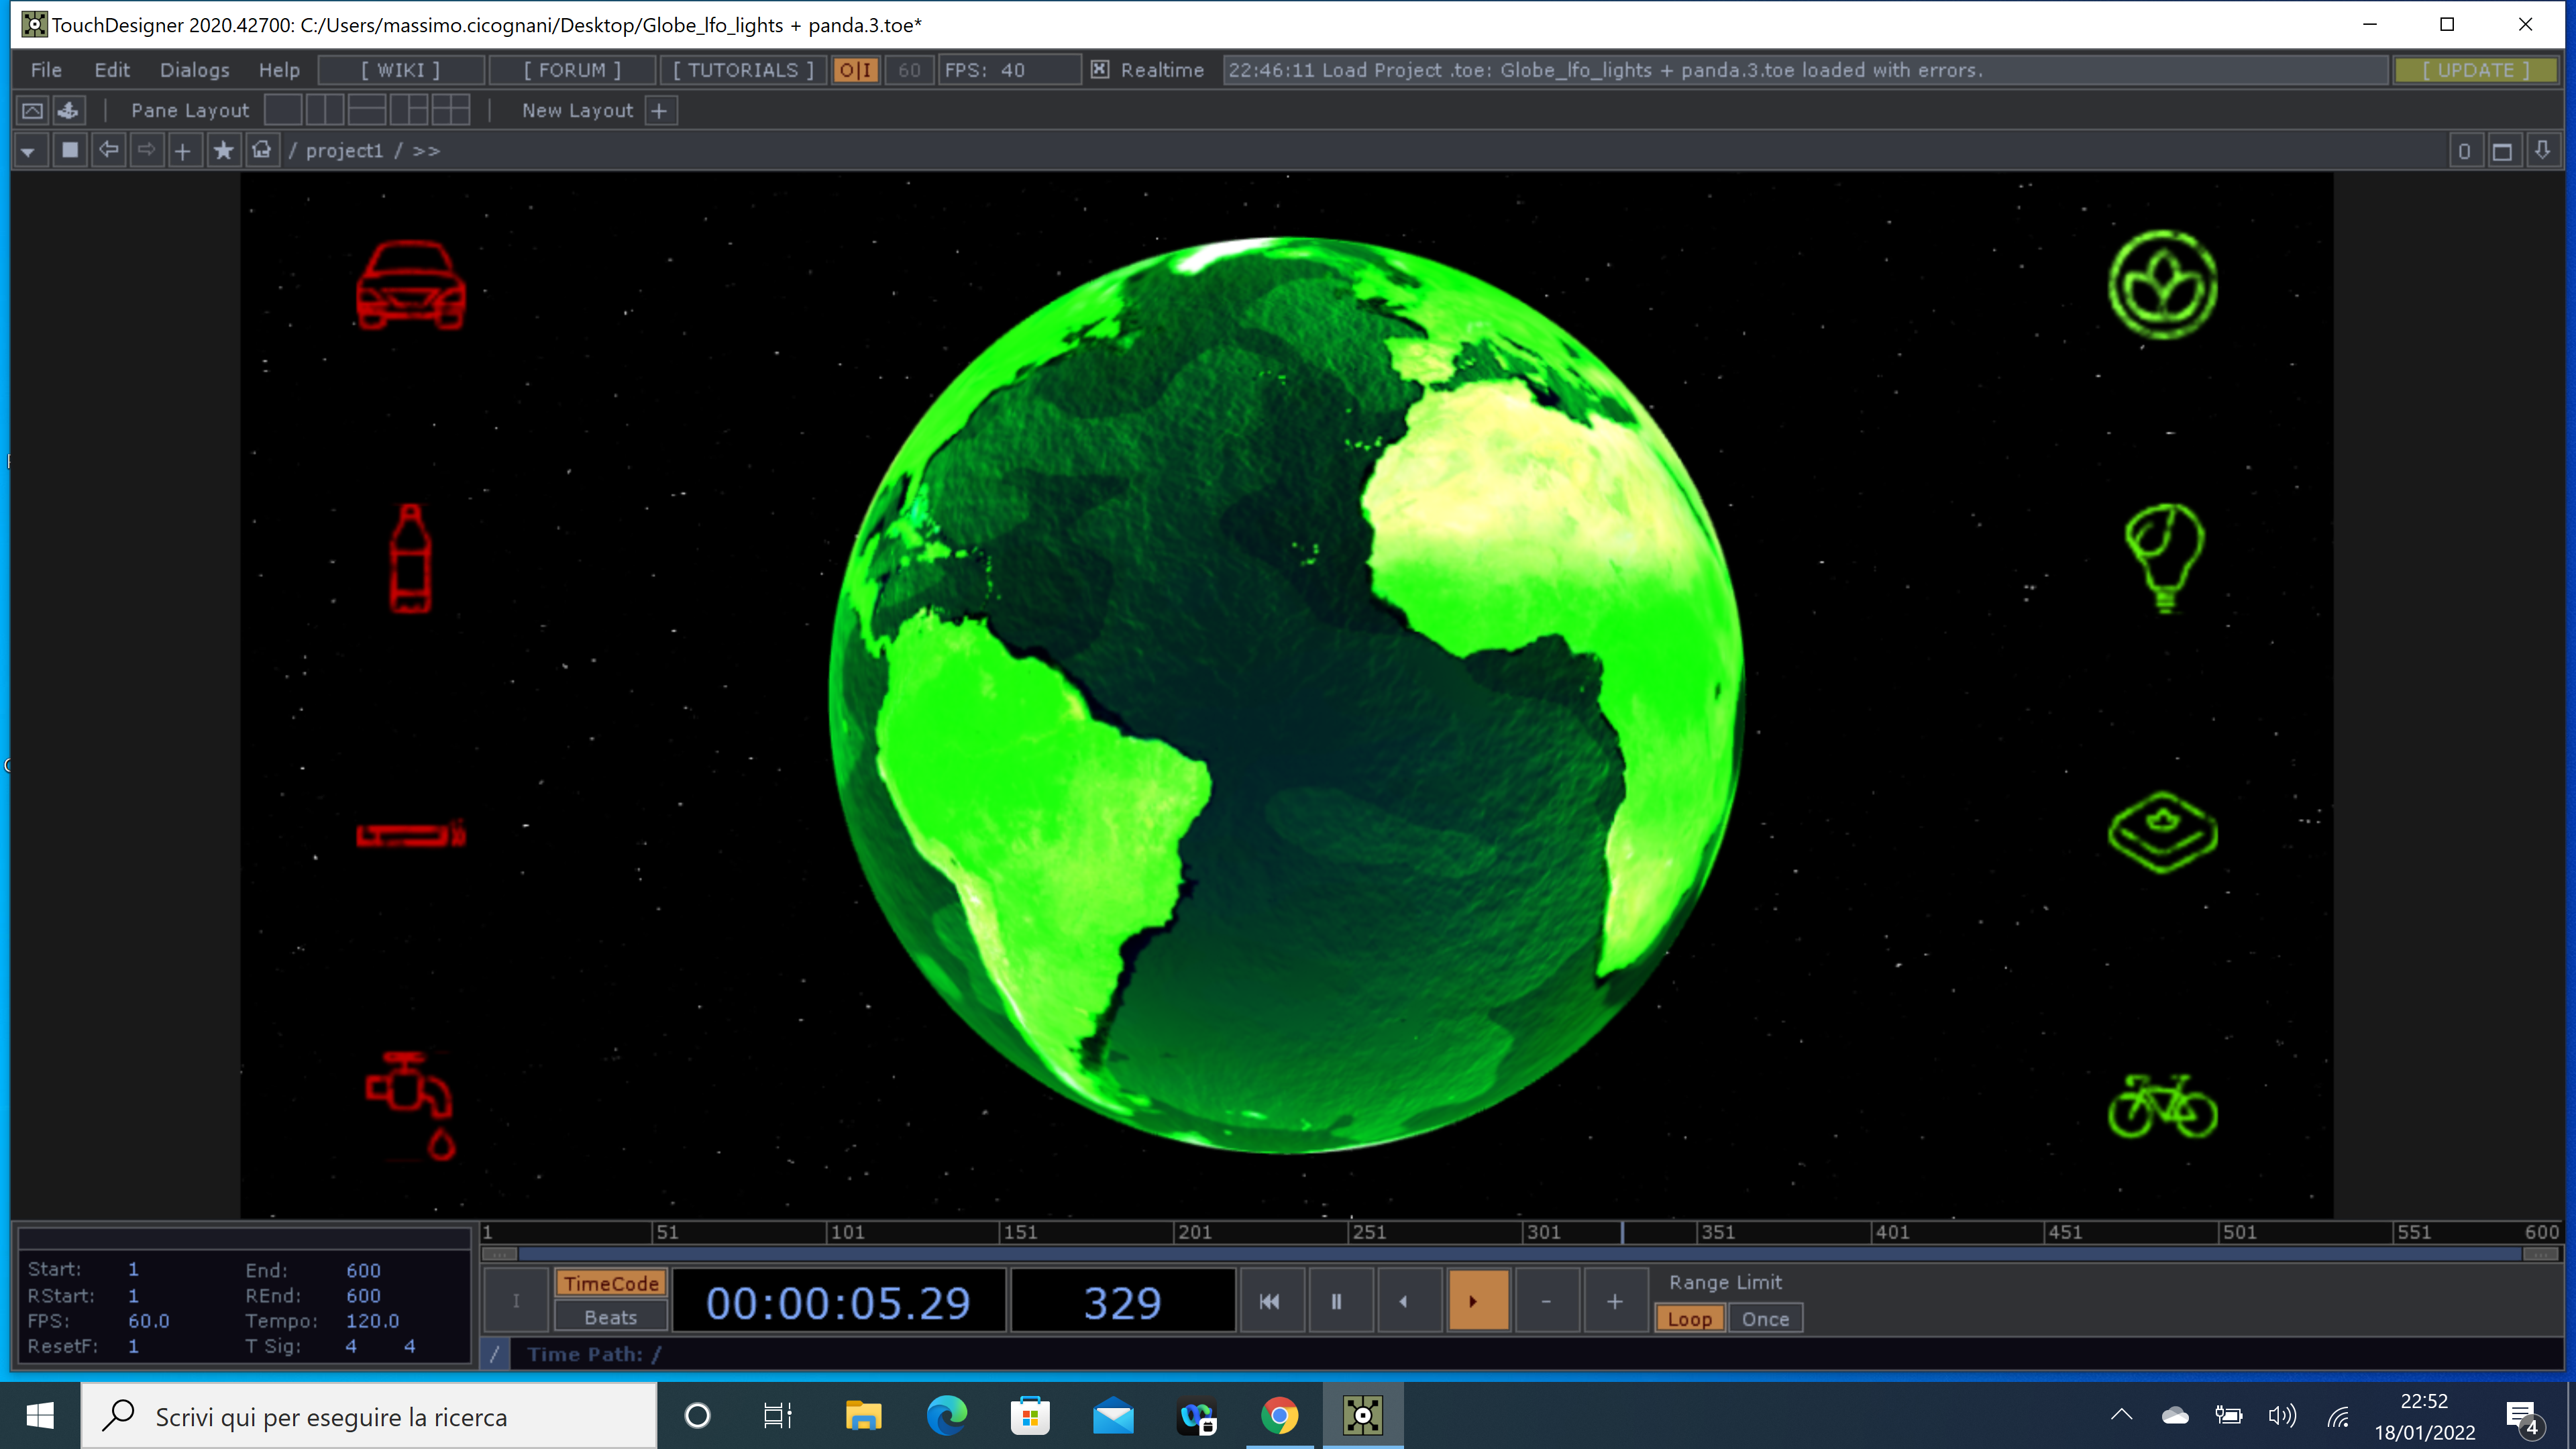 TouchDesigner 2020.42700: C:/Users/massimo.cicognani/Desktop/Globe_lfo_lights + panda.3.toe*
File Edit Dialogs Help [ WIKI ] [ FORUM ] [ TUTORIALS ] O|I 60 FPS: 40 Realtime 22:46:11 Load Project .toe: Globe_lfo_lights + panda.3.toe loaded with errors. [ UPDATE ]
Pane Layout New Layout +
/ project1 / >> 0
1 51 101 151 201 251 301 351 401 451 501 551 600
Start: 1 End: 600
RStart: 1 REnd: 600
FPS: 60.0 Tempo: 120.0
ResetF: 1 T Sig: 4 4
I TimeCode Beats 00:00:05.29 329 - + Range Limit
Loop Once
/ Time Path: /
Scrivi qui per eseguire la ricerca
22:52
18/01/2022
4